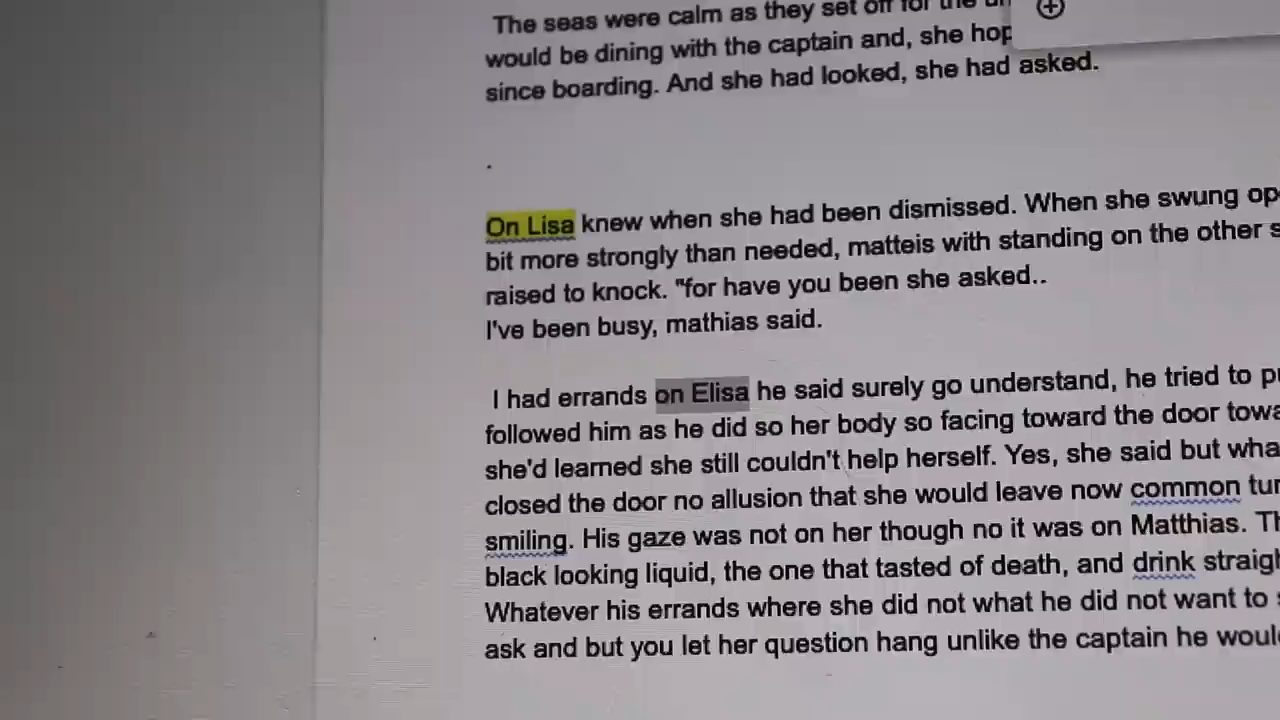 The seas were calm as they set off for the
would be dining with the captain and, she hop
since boarding. And she had looked, she had asked.
.
On Lisa knew when she had been dismissed. When she swung op
bit more strongly than needed, matteis with standing on the other s
raised to knock. "for have you been she asked..
I've been busy, mathias said.
I had errands on Elisa he said surely go understand, he tried to
followed him as he did so her body so facing toward the door towa
she'd learned she still couldn't help herself. Yes, she said but wha
closed the door no allusion that she would leave now common tur
smiling. His gaze was not on her though no it was on Matthias. Th
black looking liquid, the one that tasted of death, and drink straigh
Whatever his errands where she did not what he did not want to
ask and but you let her question hang unlike the captain he would